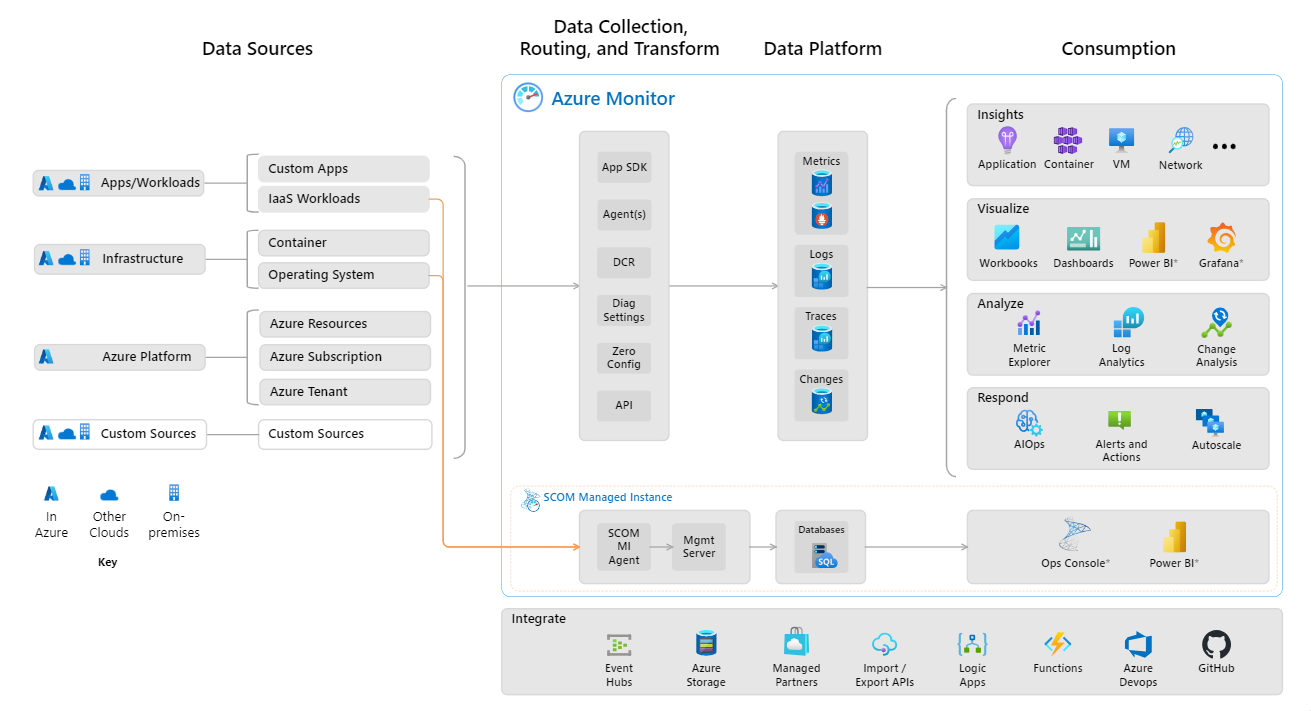 Data Sources
Data Collection,
Routing, and Transform
Data Platform
Consumption
Azure Monitor
Apps/Workloads
Custom Apps
IaaS Workloads
Infrastructure
Container
Operating System
Azure Platform
Azure Resources
Azure Subscription
Azure Tenant
Custom Sources
Custom Sources
In
Azure
Other
Clouds
On-
premises
Key
App SDK
Agent(s)
DCR
Diag
Settings
Zero
Config
API
Metrics
Logs
Traces
Changes
Insights
Application
Container
VM
Network
Visualize
Workbooks
Dashboards
Power BI*
Grafana*
Analyze
Metric
Explorer
Log
Analytics
Change
Analysis
Respond
AIOps
Alerts and
Actions
Autoscale
SCOM Managed Instance
SCOM
MI
Agent
Mgmt
Server
Databases
SQL
Ops Console*
Power BI*
Integrate
Event
Hubs
Azure
Storage
Managed
Partners
Import /
Export APIs
Logic
Apps
Functions
Azure
Devops
GitHub